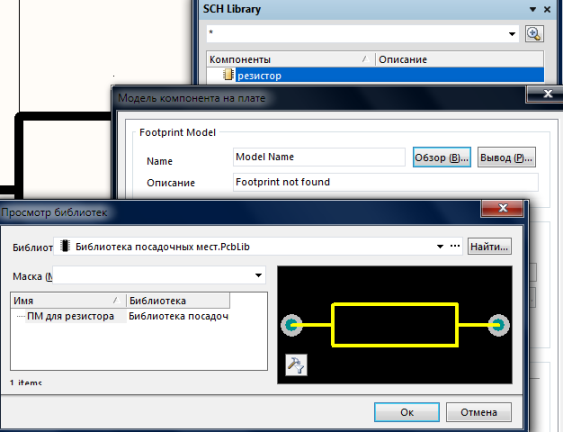 SCH Library
*
Компоненты / Описание
резистор
Модель компонента на плате
Footprint Model
Name Model Name Обзор (B)... Вывод (P)...
Описание Footprint not found
Просмотр библиотек
Библиот Библиотека посадочных мест.PcbLib ... Найти...
Маска (M
Имя / Библиотека
ПМ для резистора Библиотека посадоч
1 items
Ок Отмена